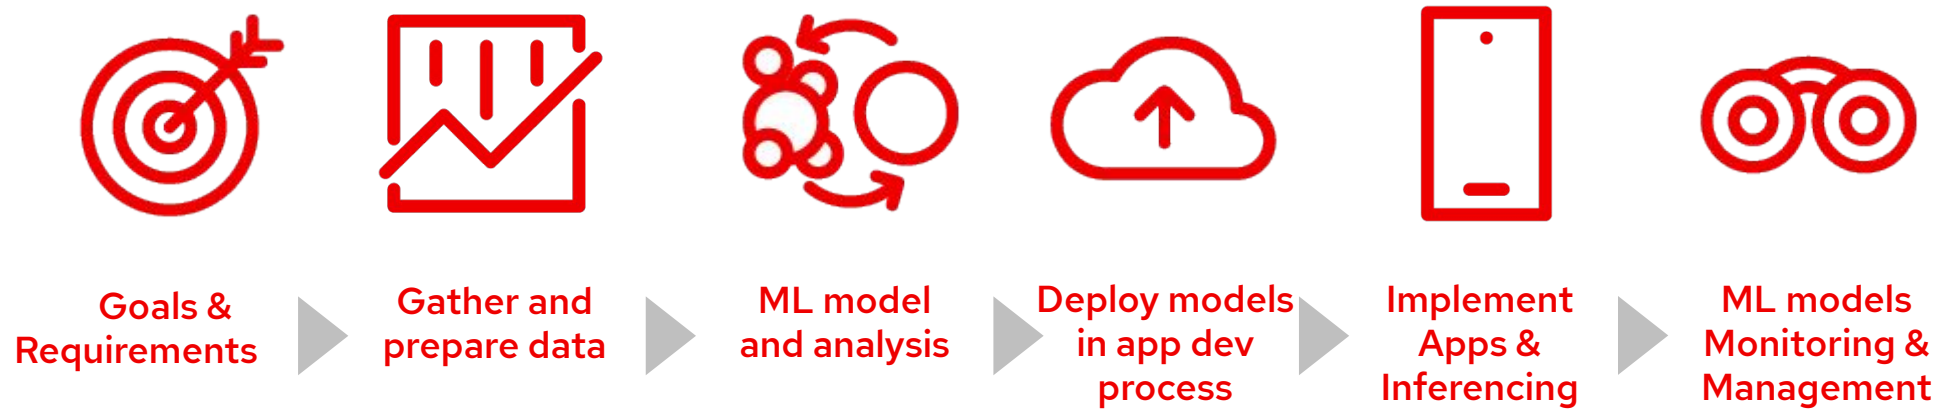 Goals &
Requirements
Gather and
prepare data
ML model
and analysis
Deploy models
in app dev
process
Implement
Apps &
Inferencing
ML models
Monitoring &
Management